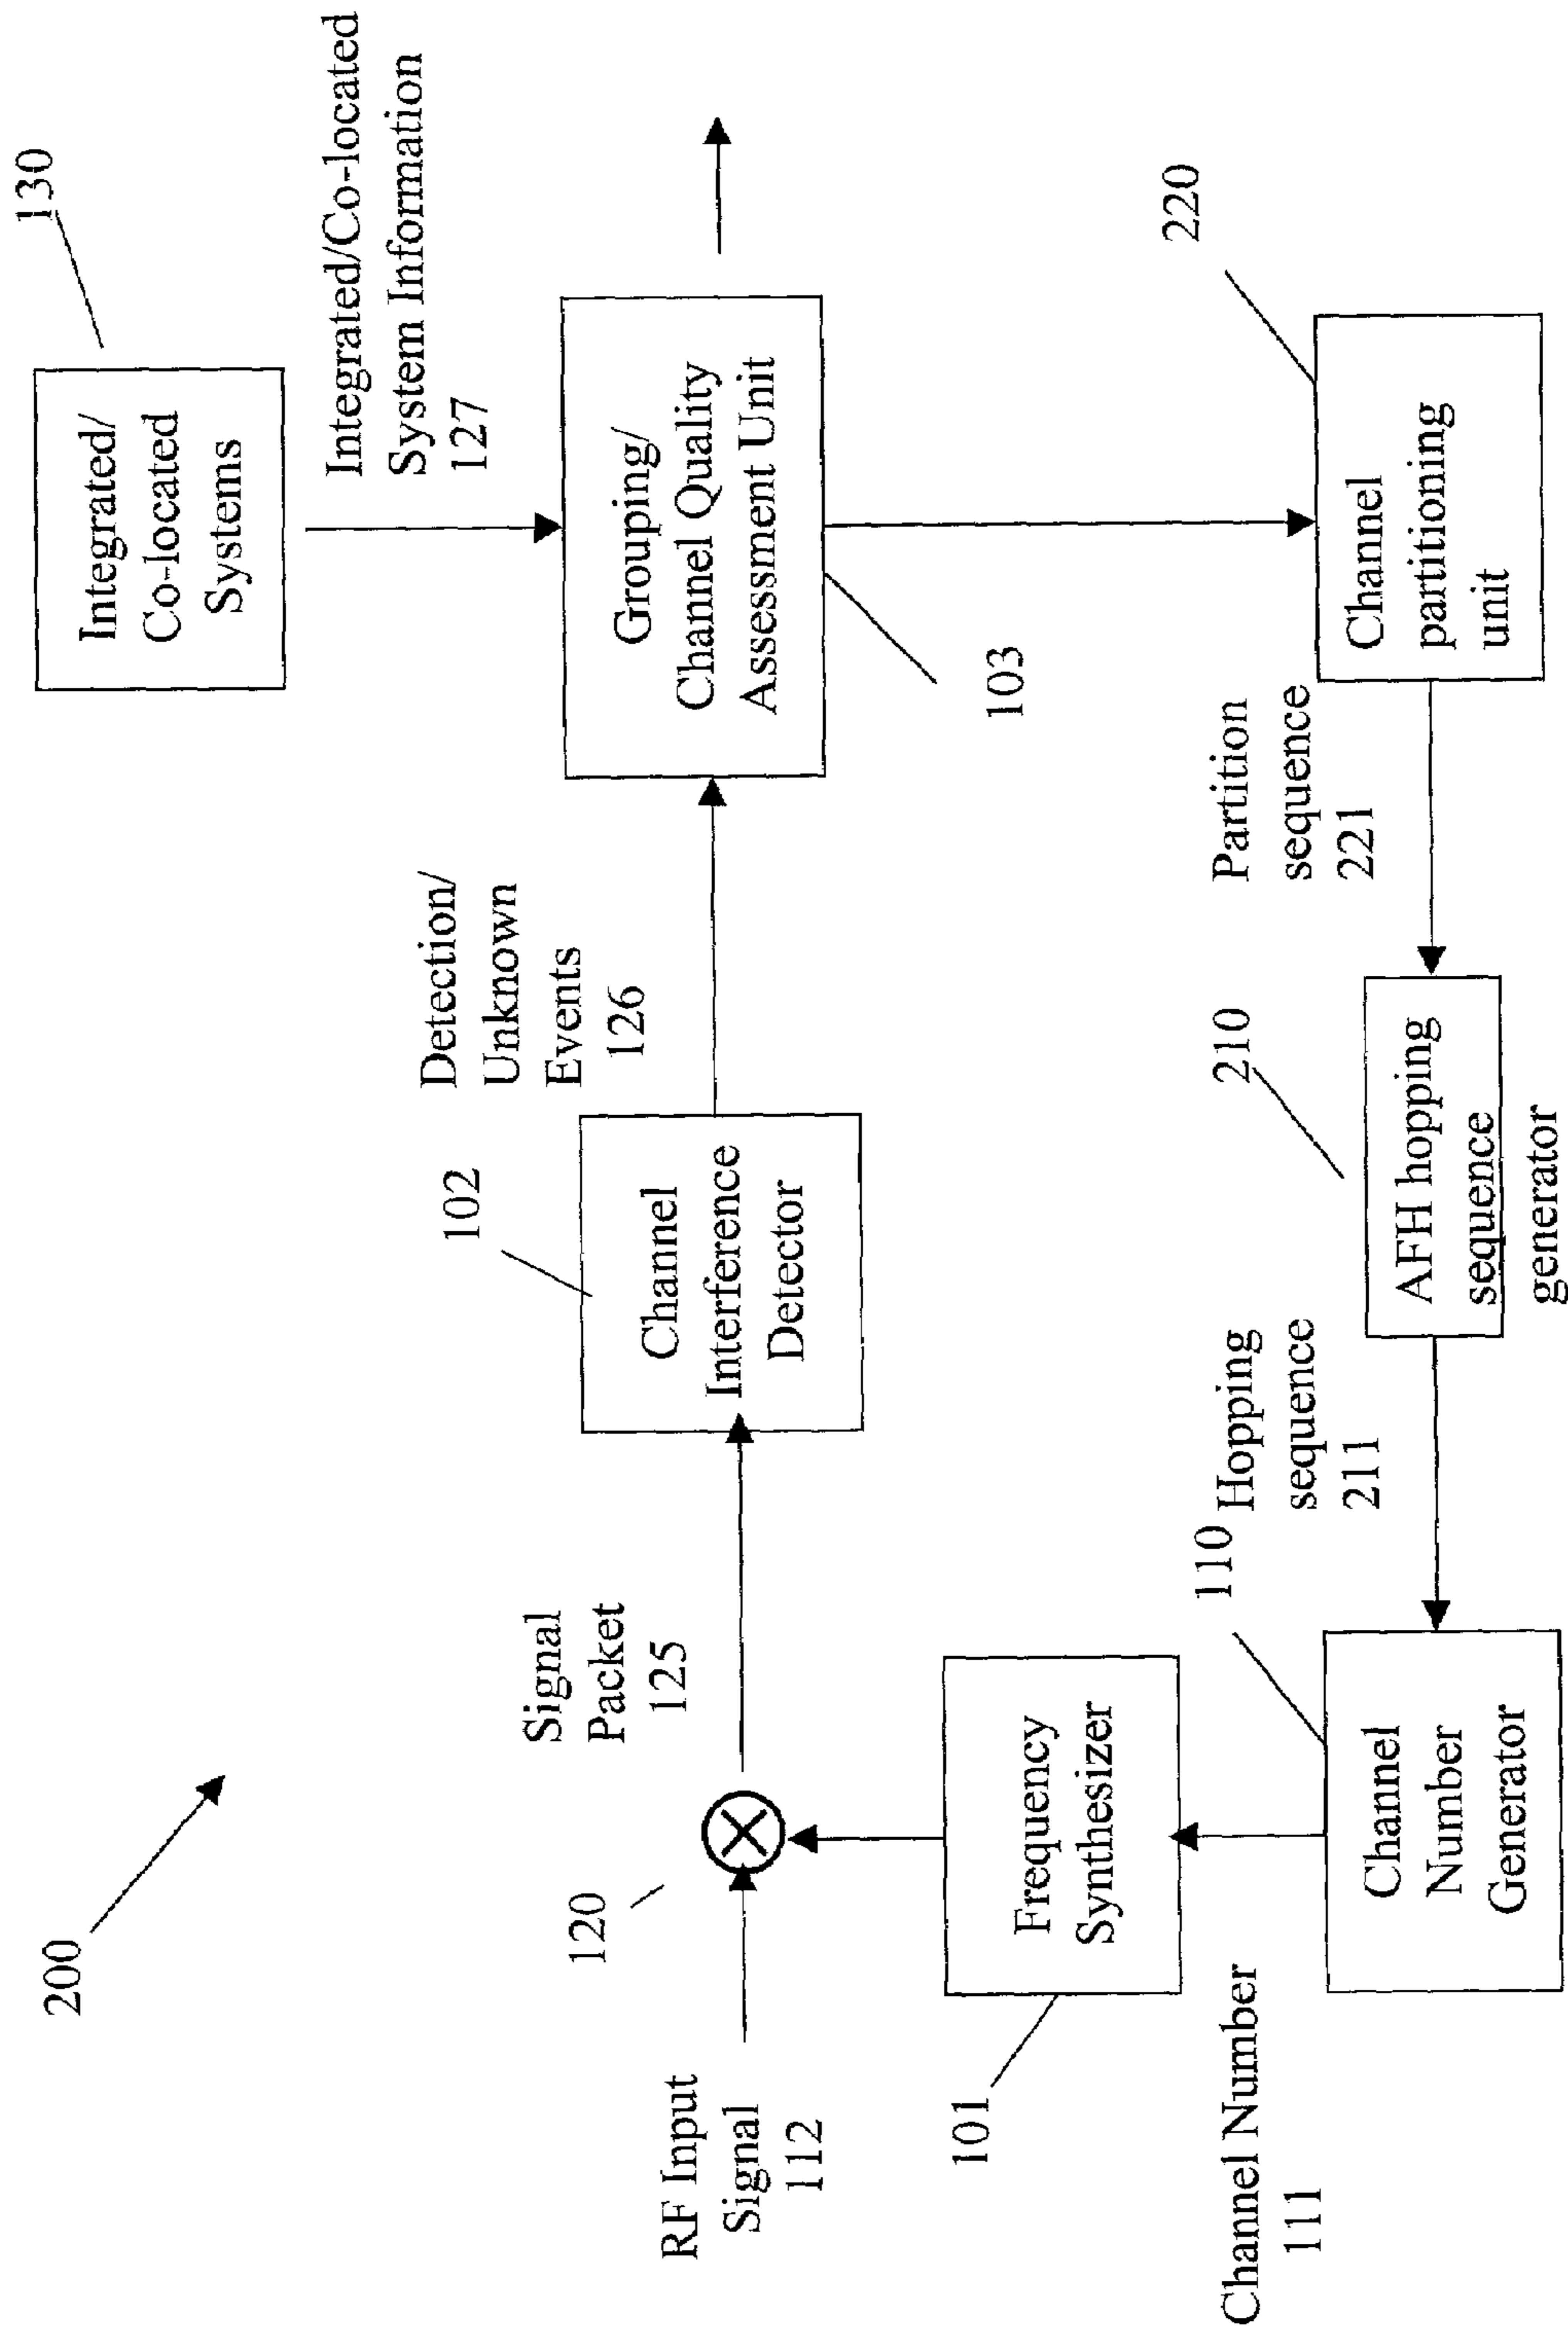 200
130
Integrated/
Co-located
Systems
Integrated/Co-located
System Information
127
RF Input
Signal
112
120
Signal
Packet
125
102
Channel
Interference
Detector
Detection/
Unknown
Events
126
Grouping/
Channel Quality
Assessment Unit
103
101
Frequency
Synthesizer
Channel Number
111
110
Channel
Number
Generator
Hopping
sequence
211
210
AFH hopping
sequence
generator
Partition
sequence
221
220
Channel
partitioning
unit